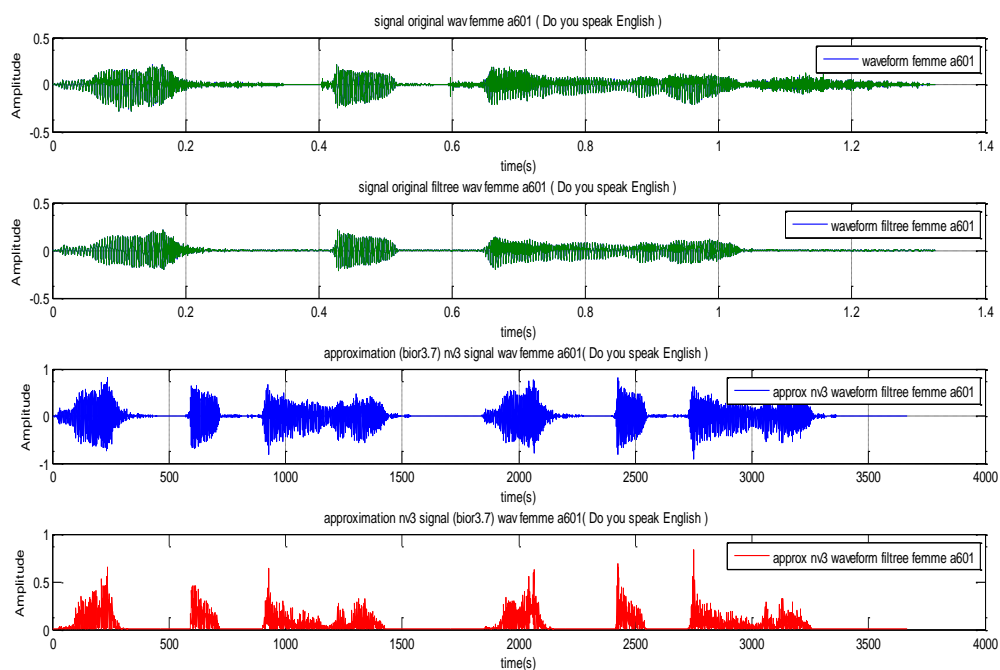 signal original wav femme a601 ( Do you speak English )
0.5
0
-0.5
Amplitude
waveform femme a601
0 0.2 0.4 0.6 0.8 1 1.2 1.4
time(s)
signal original filtree wav femme a601 ( Do you speak English )
0.5
0
-0.5
Amplitude
waveform filtree femme a601
0 0.2 0.4 0.6 0.8 1 1.2 1.4
time(s)
approximation (bior3.7) nv3 signal wav femme a601( Do you speak English )
1
0
-1
Amplitude
approx nv3 waveform filtree femme a601
0 500 1000 1500 2000 2500 3000 3500 4000
time(s)
approximation nv3 signal (bior3.7) wav femme a601( Do you speak English )
1
0.5
0
Amplitude
approx nv3 waveform filtree femme a601
0 500 1000 1500 2000 2500 3000 3500 4000
time(s)